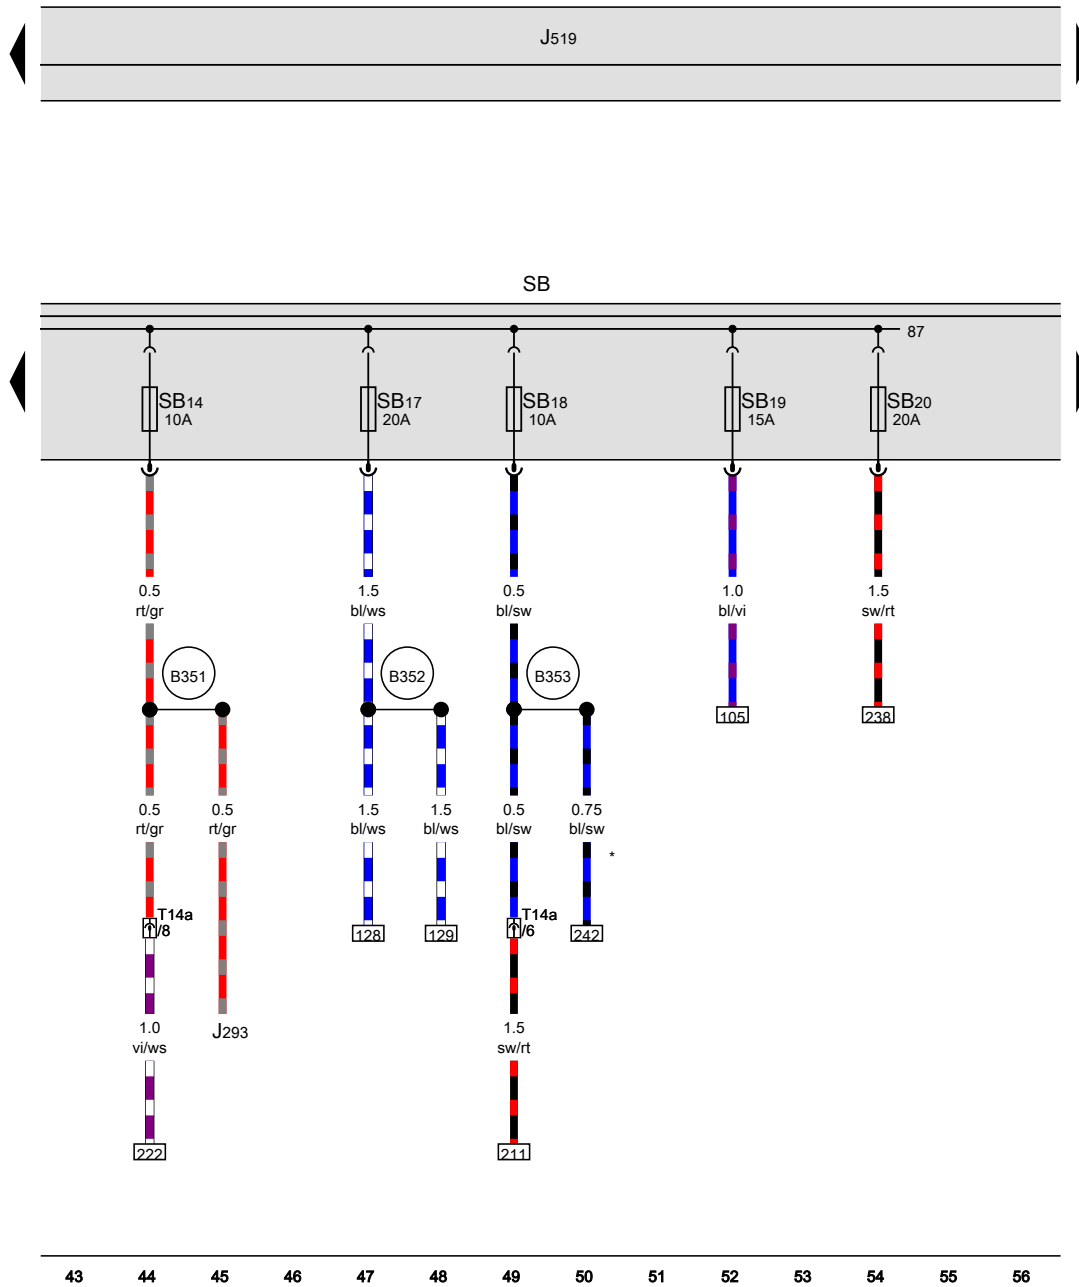 J519
SB
87
SB14 SB17 SB18 SB19 SB20
10A 20A 10A 15A 20A
0.5 1.5 0.5 1.0 1.5
rt/gr bl/ws bl/sw bl/vi sw/rt
B351 B352 B353
105 238
0.5 0.5 1.5 1.5 0.5 0.75
rt/gr rt/gr bl/ws bl/ws bl/sw bl/sw
*
T14a T14a
/8 /6
128 129 242
1.0 J293 1.5
vi/ws sw/rt
222 211
43 44 45 46 47 48 49 50 51 52 53 54 55 56